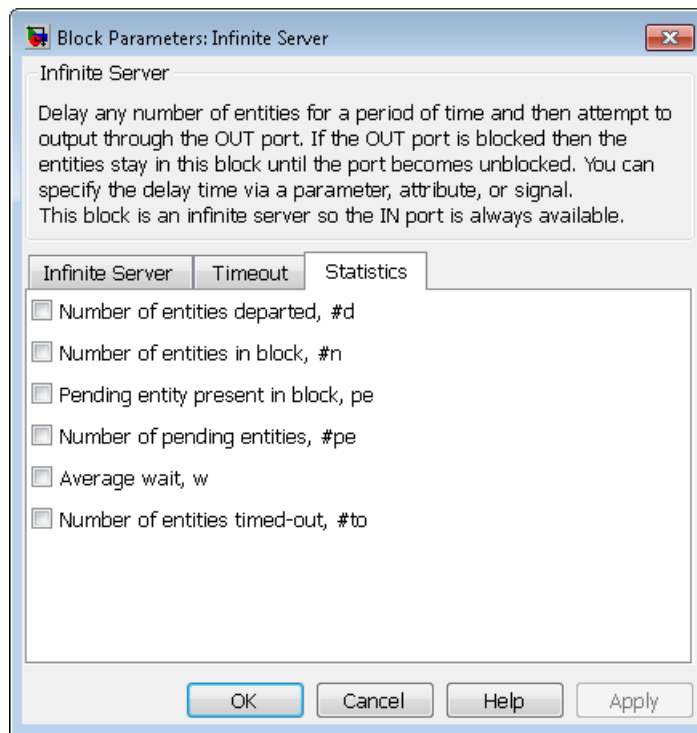 Block Parameters: Infinite Server
Infinite Server
Delay any number of entities for a period of time and then attempt to
output through the OUT port. If the OUT port is blocked then the
entities stay in this block until the port becomes unblocked. You can
specify the delay time via a parameter, attribute, or signal.
This block is an infinite server so the IN port is always available.
Infinite Server Timeout Statistics
Number of entities departed, #d
Number of entities in block, #n
Pending entity present in block, pe
Number of pending entities, #pe
Average wait, w
Number of entities timed-out, #to
OK Cancel Help Apply